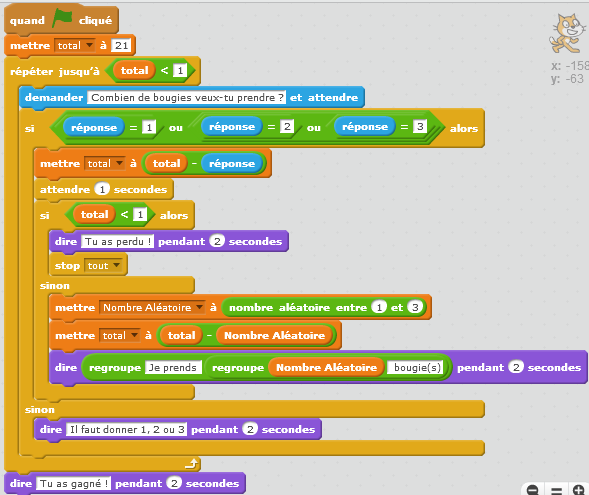 quand cliqué
mettre total à 21
répéter jusqu'à total < 1
demander Combien de bougies veux-tu prendre ? et attendre
si réponse = 1 ou réponse = 2 ou réponse = 3 alors
mettre total à total - réponse
attendre 1 secondes
si total < 1 alors
dire Tu as perdu ! pendant 2 secondes
stop tout
sinon
mettre Nombre Aléatoire à nombre aléatoire entre 1 et 3
mettre total à total - Nombre Aléatoire
dire regroupe Je prends regroupe Nombre Aléatoire bougie(s) pendant 2 secondes
sinon
dire Il faut donner 1, 2 ou 3 pendant 2 secondes
dire Tu as gagné ! pendant 2 secondes
x: -158
y: -63